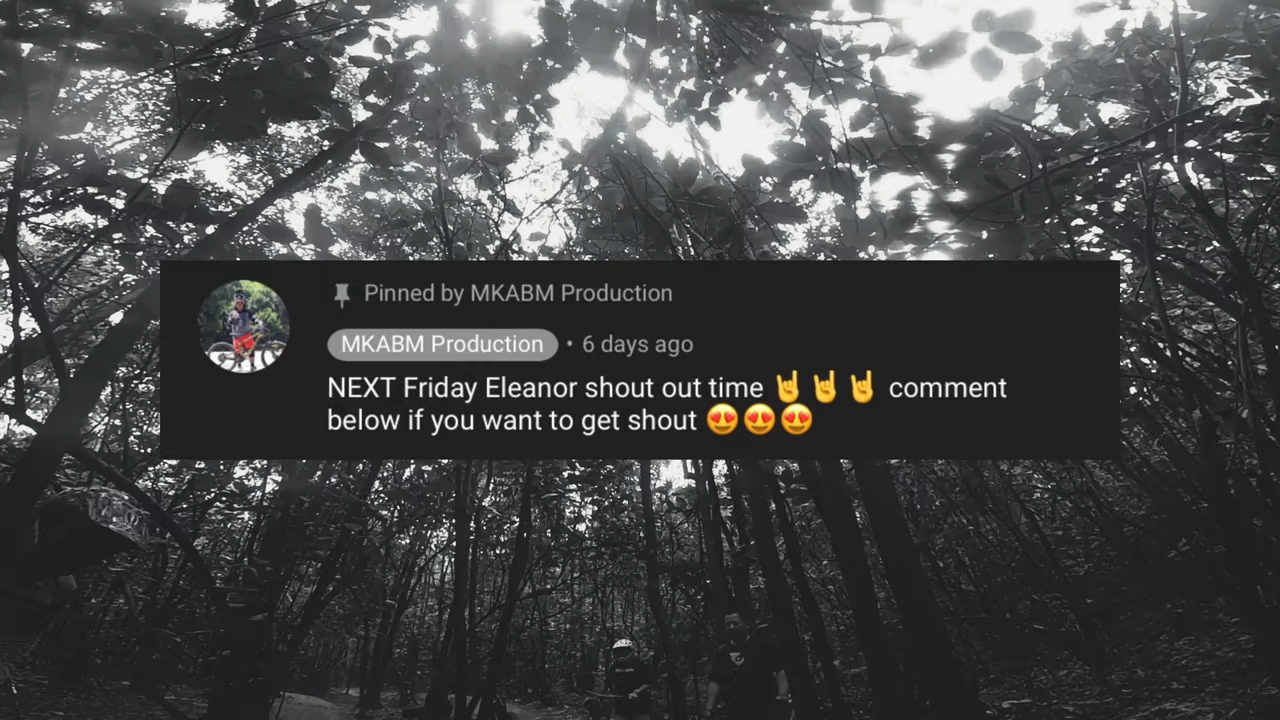 Pinned by MKABM Production
MKABM Production • 6 days ago
NEXT Friday Eleanor shout out time 🤘🤘🤘 comment
below if you want to get shout 😍😍😍